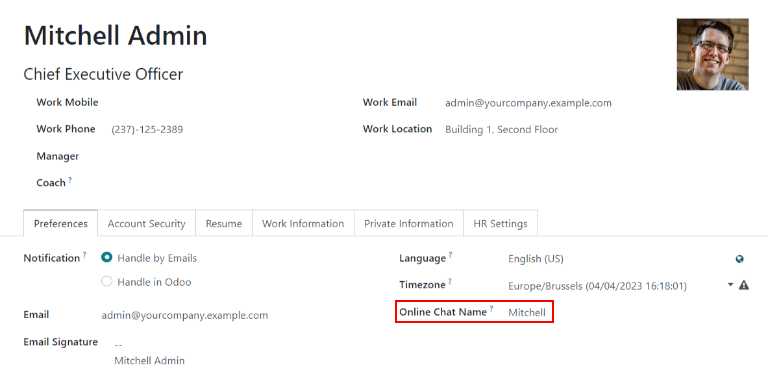 Mitchell Admin
Chief Executive Officer
Work Mobile
Work Email admin@yourcompany.example.com
Work Phone (237)-125-2389
Work Location Building 1, Second Floor
Manager
Coach ?
Preferences Account Security Resume Work Information Private Information HR Settings
Notification ? Handle by Emails
Handle in Odoo
Language ? English (US)
Timezone ? Europe/Brussels (04/04/2023 16:18:01)
Online Chat Name ? Mitchell
Email admin@yourcompany.example.com
Email Signature --
Mitchell Admin